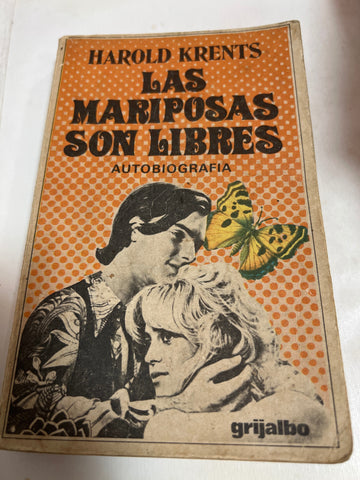 HAROLD KRENTS
LAS
MARIPOSAS
SON LIBRES
AUTOBIOGRAFIA
grijalbo